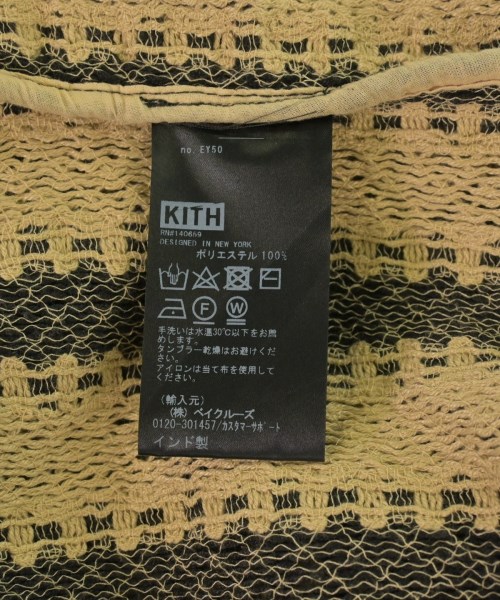 no. EY50
KITH
RN#140659
DESIGNED IN NEW YORK
ポリエステル 100%
F W
手洗いは水温30℃以下をお勧
めします。
タンブラー乾燥はお避けくださ
い。
アイロンは当て布を使用して
ください。
(輸入元)
(株) ベイクルーズ
0120-301457/カスタマーサポート
インド製